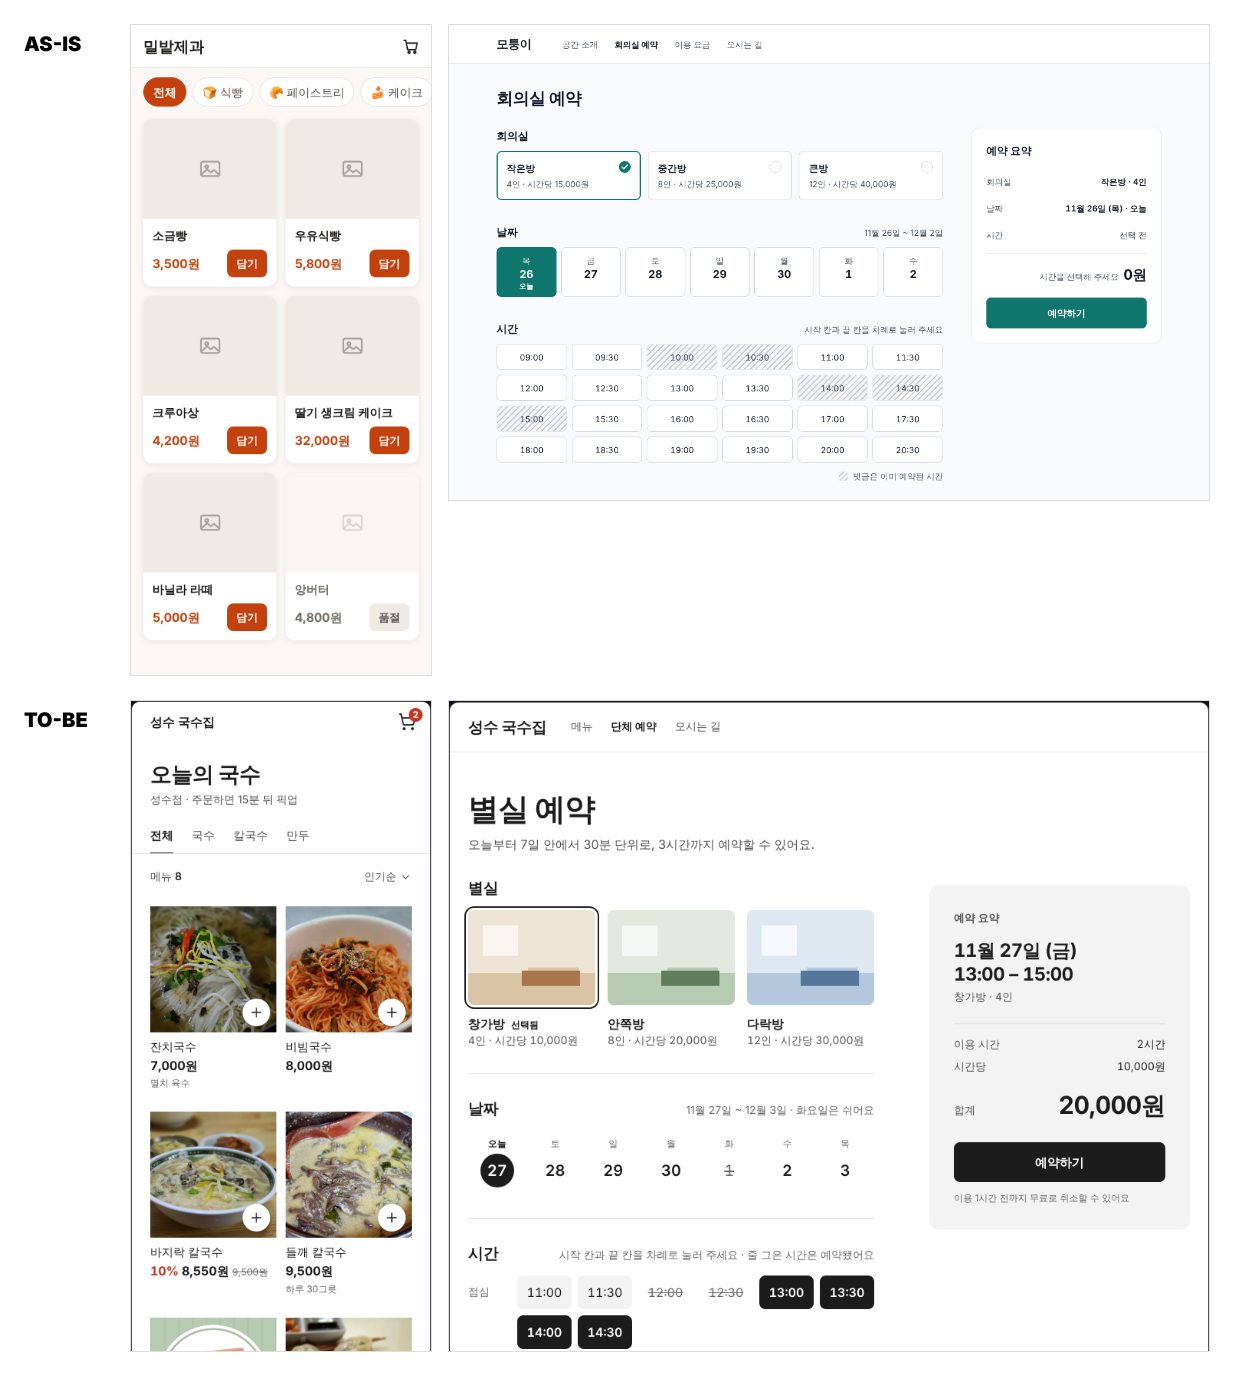 AS-IS
밀밭제과
전체
식빵
페이스트리
케이크
소금빵
우유식빵
3,500원
담기
5,800원
담기
크루아상
딸기 생크림 케이크
4,200원
담기
32,000원
담기
바닐라 라떼
앙버터
5,000원
담기
4,800원
품절
모퉁이
공간 소개
회의실 예약
이용 요금
오시는 길
회의실 예약
회의실
작은방
4인 · 시간당 15,000원
중간방
8인 · 시간당 25,000원
큰방
12인 · 시간당 40,000원
날짜
11월 26일 ~ 12월 2일
목
26
오늘
금
27
토
28
일
29
월
30
화
1
수
2
시간
시작 칸과 끝 칸을 차례로 눌러 주세요
09:00 09:30 10:00 10:30 11:00 11:30
12:00 12:30 13:00 13:30 14:00 14:30
15:00 15:30 16:00 16:30 17:00 17:30
18:00 18:30 19:00 19:30 20:00 20:30
빗금은 이미 예약된 시간
예약 요약
회의실 작은방 · 4인
날짜 11월 26일 (목) · 오늘
시간 선택 전
시간을 선택해 주세요 0원
예약하기
TO-BE
성수 국수집
2
오늘의 국수
성수점 · 주문하면 15분 뒤 픽업
전체 국수 칼국수 만두
메뉴 8
인기순
잔치국수
7,000원
멸치 육수
비빔국수
8,000원
바지락 칼국수
10% 8,550원 9,500원
들깨 칼국수
9,500원
하루 30그릇
성수 국수집
메뉴
단체 예약
오시는 길
별실 예약
오늘부터 7일 안에서 30분 단위로, 3시간까지 예약할 수 있어요.
별실
창가방 선택됨
4인 · 시간당 10,000원
안쪽방
8인 · 시간당 20,000원
다락방
12인 · 시간당 30,000원
날짜
11월 27일 ~ 12월 3일 · 화요일은 쉬어요
오늘 토 일 월 화 수 목
27 28 29 30 1 2 3
시간
시작 칸과 끝 칸을 차례로 눌러 주세요 · 줄 그은 시간은 예약됐어요
점심
11:00 11:30 12:00 12:30 13:00 13:30
14:00 14:30
예약 요약
11월 27일 (금)
13:00 – 15:00
창가방 · 4인
이용 시간 2시간
시간당 10,000원
합계 20,000원
예약하기
이용 1시간 전까지 무료로 취소할 수 있어요